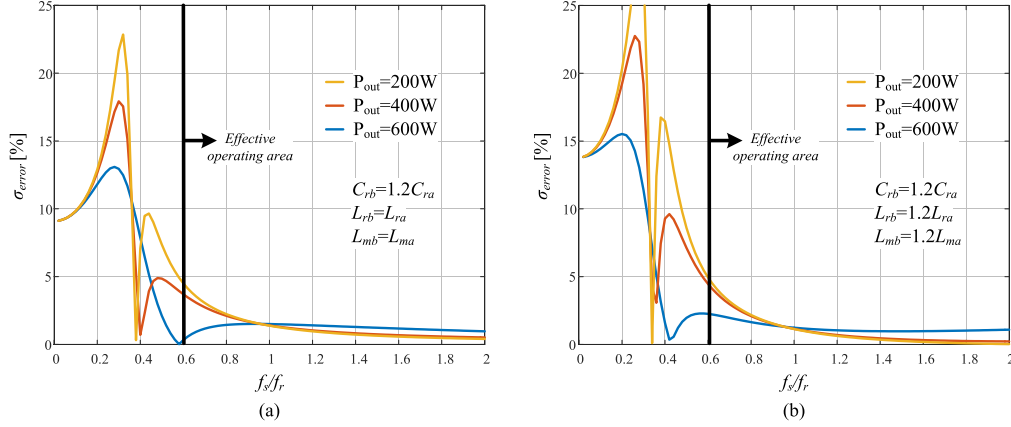 25
20
15
10
5
0
σerror [%]
Pout=200W
Pout=400W
Pout=600W
Effective
operating area
Crb=1.2Cra
Lrb=Lra
Lmb=Lma
0 0.2 0.4 0.6 0.8 1 1.2 1.4 1.6 1.8 2
fs/fr
(a)
25
20
15
10
5
0
σerror [%]
Pout=200W
Pout=400W
Pout=600W
Effective
operating area
Crb=1.2Cra
Lrb=1.2Lra
Lmb=1.2Lma
0 0.2 0.4 0.6 0.8 1 1.2 1.4 1.6 1.8 2
fs/fr
(b)